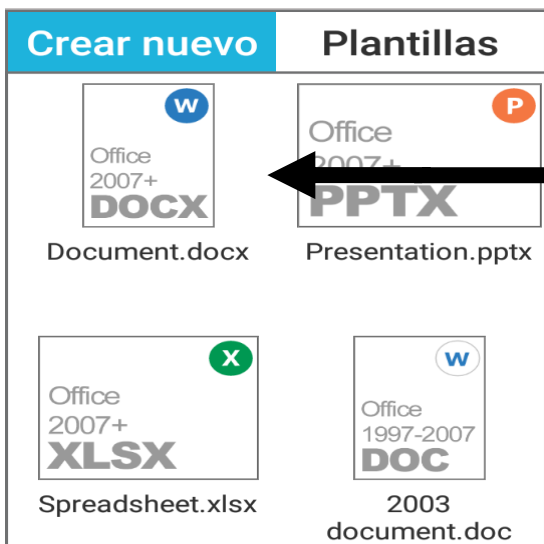 Crear nuevo Plantillas
W
Office
2007+
DOCX
Document.docx
P
Office
2007+
PPTX
Presentation.pptx
X
Office
2007+
XLSX
Spreadsheet.xlsx
W
Office
1997-2007
DOC
2003
document.doc